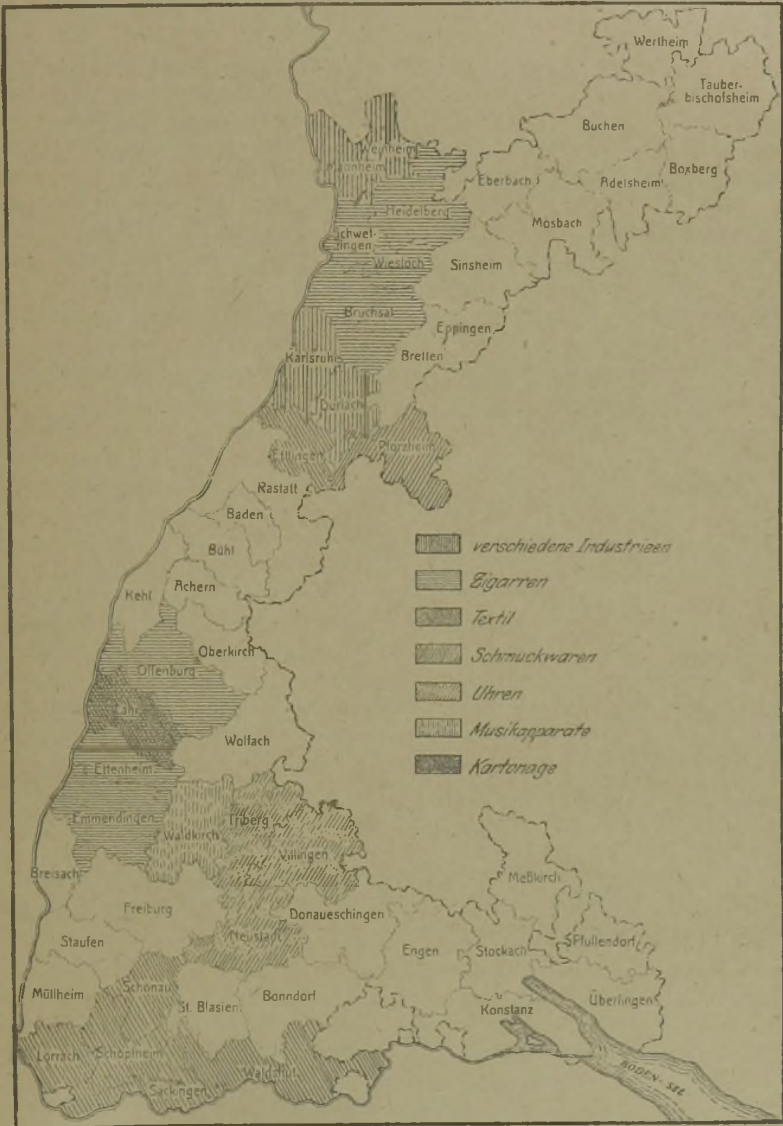 Wertheim
Tauber-
bischofsheim
Buchen
Boxberg
Adelsheim
Eberbach
Mosbach
Weinheim
Mannheim
Heidelberg
Schwet-
zingen
Wiesloch
Sinsheim
Bruchsal
Eppingen
Karlsruhe
Bretten
Durlach
Pforzheim
Ettlingen
Rastatt
Baden
Bühl
Achern
Kehl
Oberkirch
Offenburg
Lahr
Wolfach
Ettenheim
Emmendingen
Waldkirch
Triberg
Villingen
Breisach
Freiburg
Donaueschingen
Neustadt
Staufen
Engen
Stockach
Meßkirch
Pfullendorf
Überlingen
Müllheim
Schönau
St. Blasien
Bonndorf
Konstanz
Lörrach
Schopfheim
Säckingen
Waldshut
BODEN-SEE
verschiedene Industrieen
Zigarren
Textil
Schmuckwaren
Uhren
Musikapparate
Kartonage